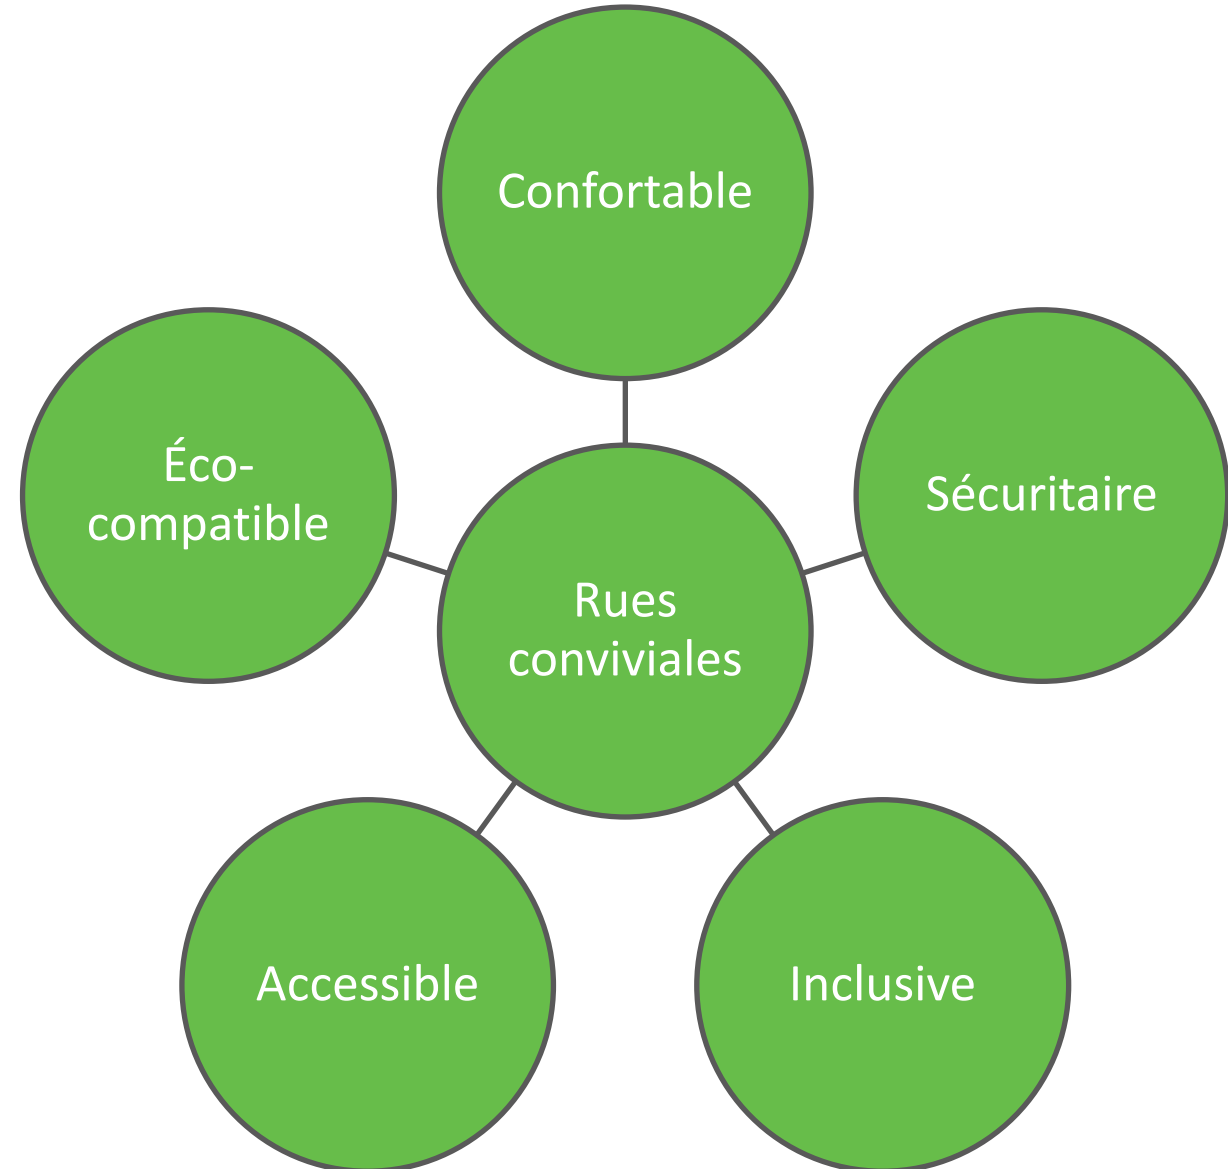 Confortable
Éco-
compatible
Sécuritaire
Rues
conviviales
Accessible
Inclusive